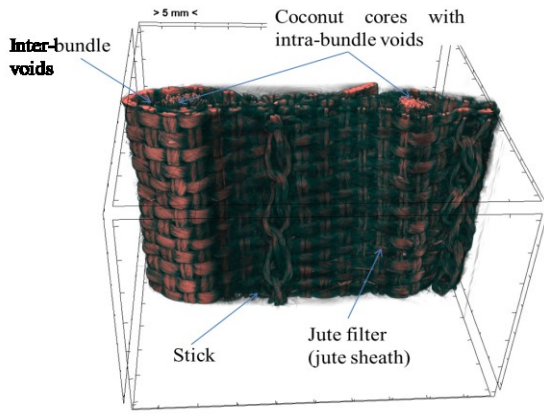 > 5 mm <
Coconut cores with
intra-bundle voids
Inter-bundle
voids
Stick
Jute filter
(jute sheath)